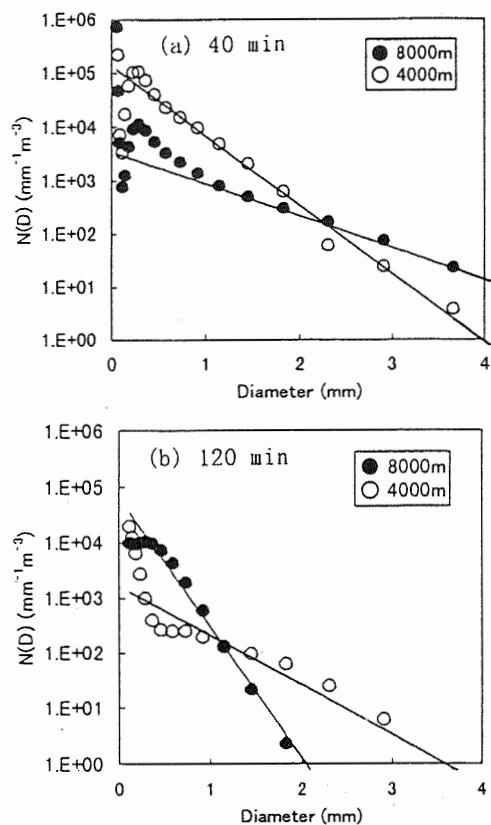 (a) 40 min
● 8000m
○ 4000m
1.E+06
1.E+05
1.E+04
1.E+03
1.E+02
1.E+01
1.E+00
N(D) (mm⁻¹m⁻³)
0 1 2 3 4
Diameter (mm)
(b) 120 min
● 8000m
○ 4000m
1.E+06
1.E+05
1.E+04
1.E+03
1.E+02
1.E+01
1.E+00
N(D) (mm⁻¹m⁻³)
0 1 2 3 4
Diameter (mm)